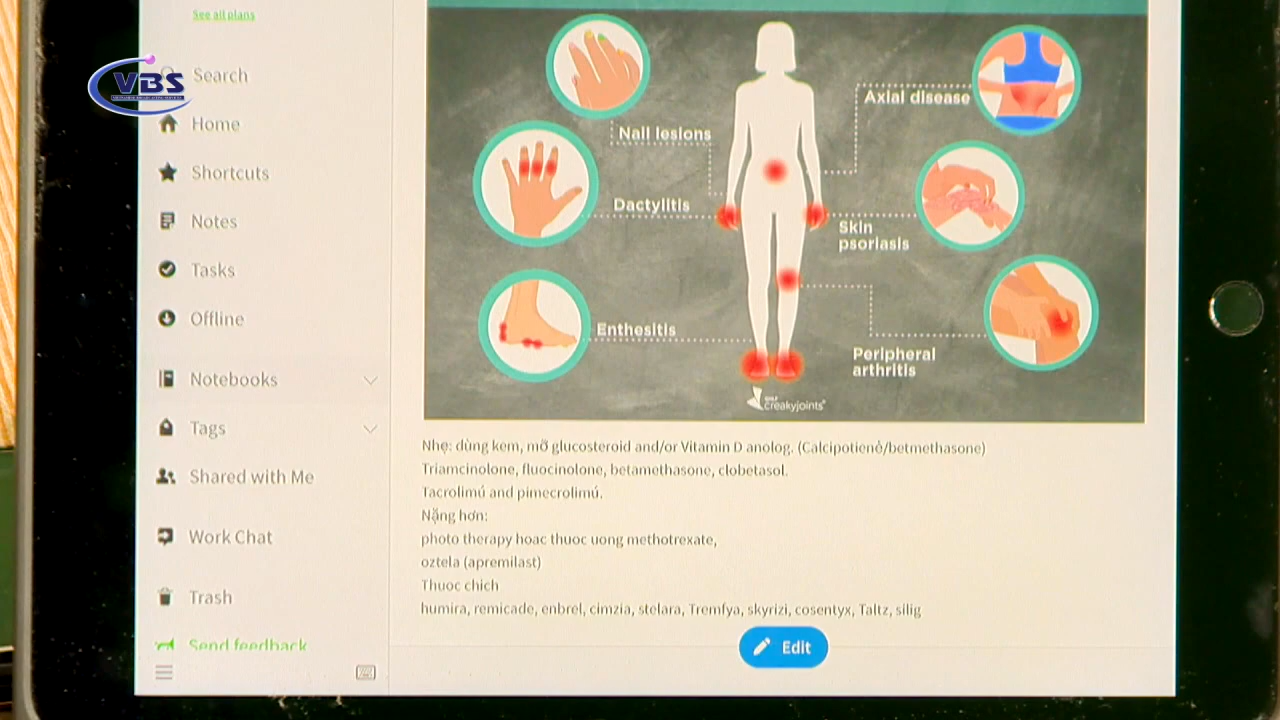 See all plans
VBS
Search
Home
Shortcuts
Notes
Tasks
Offline
Notebooks
Tags
Shared with Me
Work Chat
Trash
Send feedback
Nail lesions
Axial disease
Dactylitis
Skin
psoriasis
Enthesitis
Peripheral
arthritis
creakyjoints
Nhẹ: dùng kem, mỡ glucosteroid and/or Vitamin D anolog. (Calcipotienè/betmethasone)
Triamcinolone, fluocinolone, betamethasone, clobetasol.
Tacrolimú and pimecrolimú.
Nặng hơn:
photo therapy hoac thuoc uong methotrexate,
oztela (apremilast)
Thuoc chich
humira, remicade, enbrel, cimzia, stelara, Tremfya, skyrizi, cosentyx, Taltz, silig
Edit